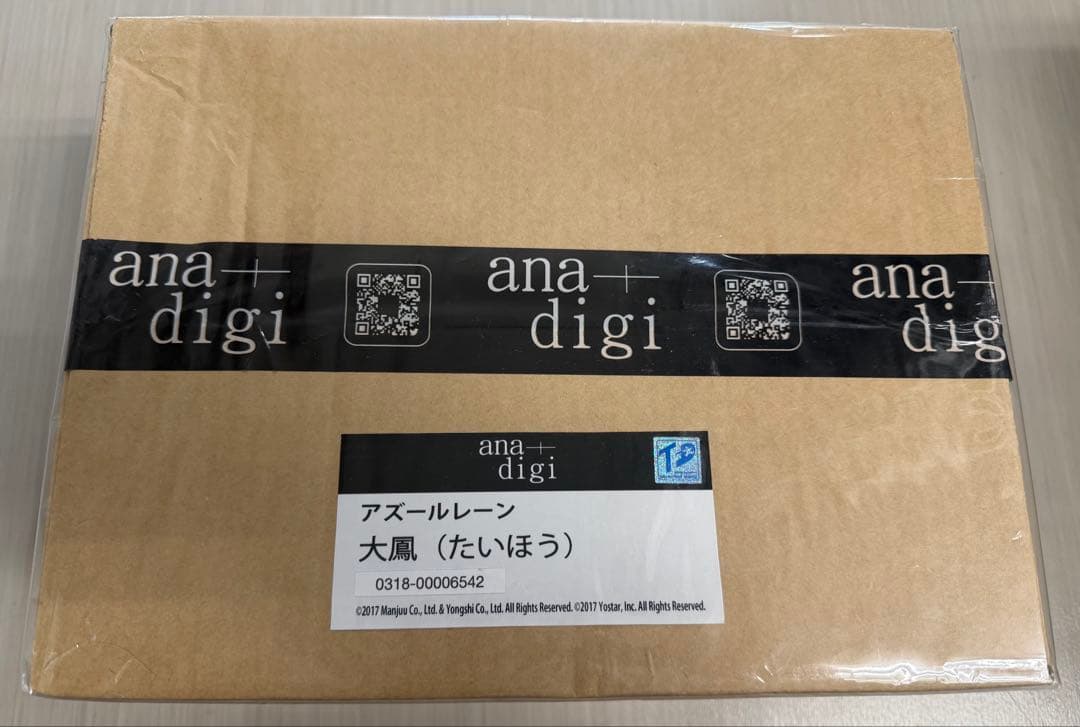 ana+
digi
ana+
digi
ana+
dig
ana+
digi
TP
アズールレーン
大鳳（たいほう）
0318-00006542
©2017 Manjuu Co., Ltd. & Yongshi Co., Ltd. All Rights Reserved. ©2017 Yostar, Inc. All Rights Reserved.